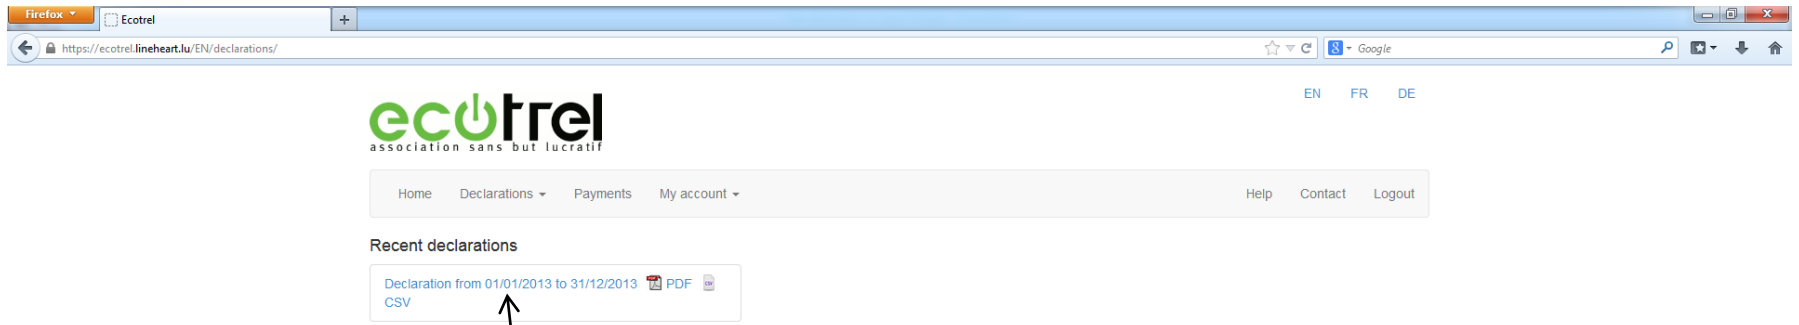 Firefox
Ecotrel
https://ecotrel.lineheart.lu/EN/declarations/
Google
EN FR DE
ecotrel
association sans but lucratif
Home Declarations Payments My account Help Contact Logout
Recent declarations
Declaration from 01/01/2013 to 31/12/2013 PDF
CSV